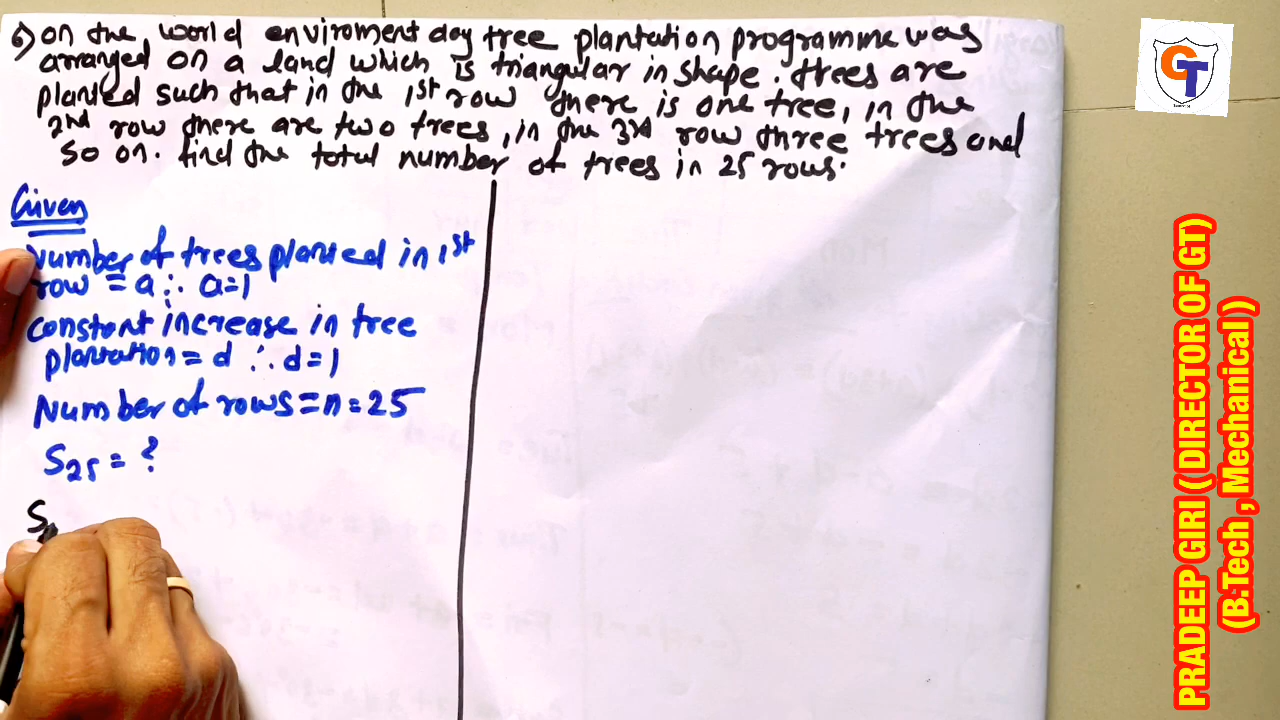 6) on the world enviroment day tree plantation programme was
arranged on a land which is triangular in shape. trees are
planted such that in the 1st row there is one tree, in the
2nd row there are two trees, in the 3rd row three trees and
so on. find the total number of trees in 25 rows.
Given
number of trees planted in 1st
row = a ∴ a=1
constant increase in tree
plantation = d ∴ d=1
Number of rows = n = 25
S25 = ?
S
GT
PRADEEP GIRI ( DIRECTOR OF GT)
(B.Tech , Mechanical )